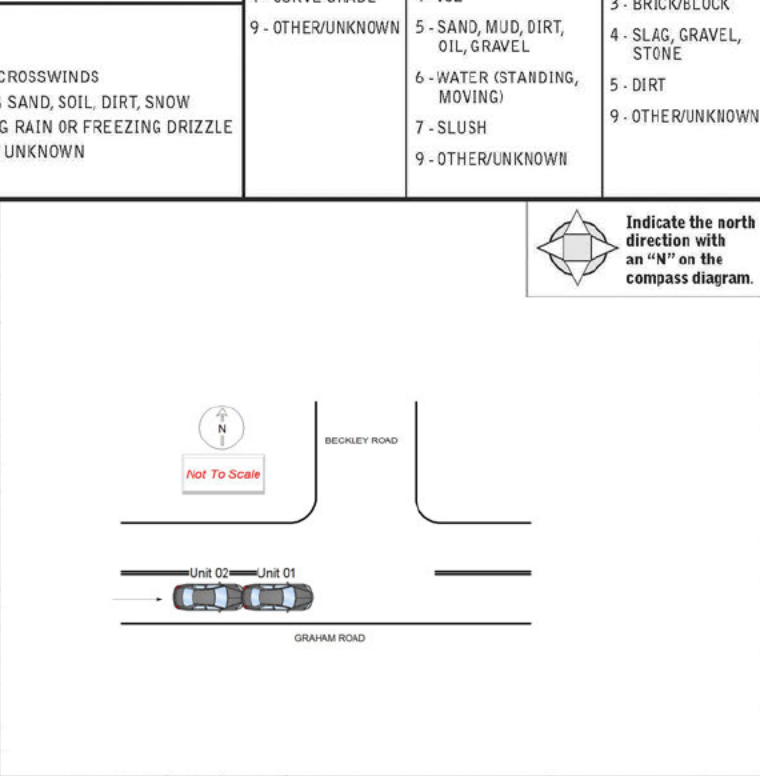 CROSSWINDS
SAND, SOIL, DIRT, SNOW
G RAIN OR FREEZING DRIZZLE
UNKNOWN
9 - OTHER/UNKNOWN
5 - SAND, MUD, DIRT,
OIL, GRAVEL
6 - WATER (STANDING,
MOVING)
7 - SLUSH
9 - OTHER/UNKNOWN
3 - BRICK/BLOCK
4 - SLAG, GRAVEL,
STONE
5 - DIRT
9 - OTHER/UNKNOWN
Indicate the north
direction with
an “N” on the
compass diagram.
N
Not To Scale
BECKLEY ROAD
Unit 02
Unit 01
GRAHAM ROAD